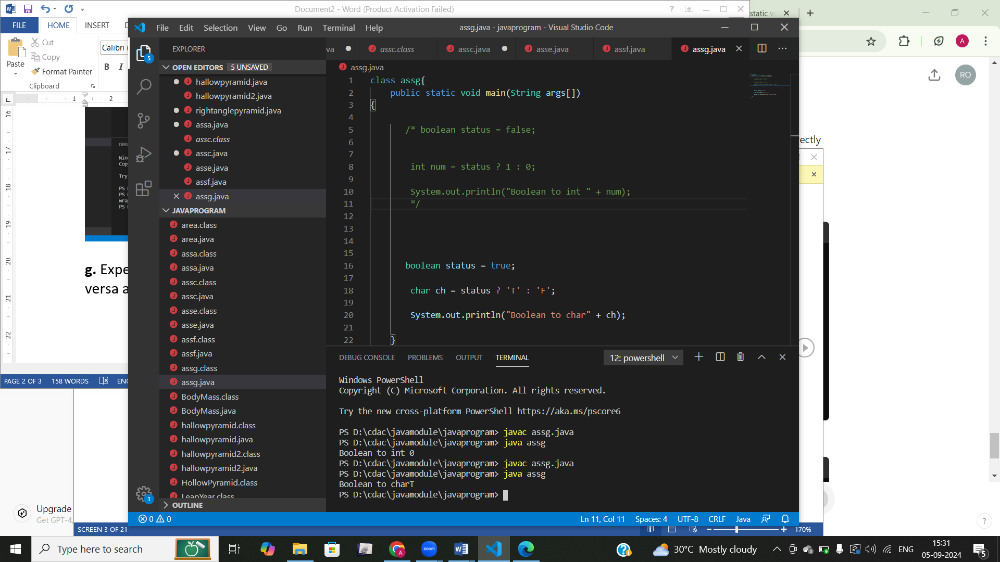 Document2 - Word (Product Activation Failed)
FILE HOME INSERT
Calibri
Cut
Copy
Format Painter
Paste
Clipboard
g. Expe
versa a
PAGE 2 OF 3 158 WORDS
File Edit Selection View Go Run Terminal Help
assg.java - javaprogram - Visual Studio Code
EXPLORER
OPEN EDITORS 5 UNSAVED
hallowpyramid.java
hallowpyramid2.java
rightanglepyramid.java
assa.java
assc.class
assc.java
asse.java
assf.java
assg.java
JAVAPROGRAM
area.class
area.java
assa.class
assa.java
assc.class
assc.java
asse.class
asse.java
assf.class
assf.java
assg.class
assg.java
BodyMass.class
BodyMass.java
hallowpyramid.class
hallowpyramid.java
hallowpyramid2.class
hallowpyramid2.java
HollowPyramid.class
LeapYear.class
OUTLINE
va assc.class assc.java asse.java assf.java assg.java
assg.java
1 class assg{
2 public static void main(String args[])
3 {
4
5 /* boolean status = false;
6
7
8 int num = status ? 1 : 0;
9
10 System.out.println("Boolean to int " + num);
11 */
12
13
14
15
16 boolean status = true;
17
18 char ch = status ? 'T' : 'F';
19
20 System.out.println("Boolean to char" + ch);
21
22 }
DEBUG CONSOLE PROBLEMS OUTPUT TERMINAL 12: powershell
Windows PowerShell
Copyright (C) Microsoft Corporation. All rights reserved.
Try the new cross-platform PowerShell https://aka.ms/pscore6
PS D:\cdac\javamodule\javaprogram> javac assg.java
PS D:\cdac\javamodule\javaprogram> java assg
Boolean to int 0
PS D:\cdac\javamodule\javaprogram> javac assg.java
PS D:\cdac\javamodule\javaprogram> java assg
Boolean to charT
PS D:\cdac\javamodule\javaprogram>
0 0 Ln 11, Col 11 Spaces: 4 UTF-8 CRLF Java
static
A
RO
rectly
Upgrade
Get GPT-4,
SCREEN 3 OF 21 170%
Type here to search
zoom
30°C Mostly cloudy ENG 15:31
05-09-2024
5